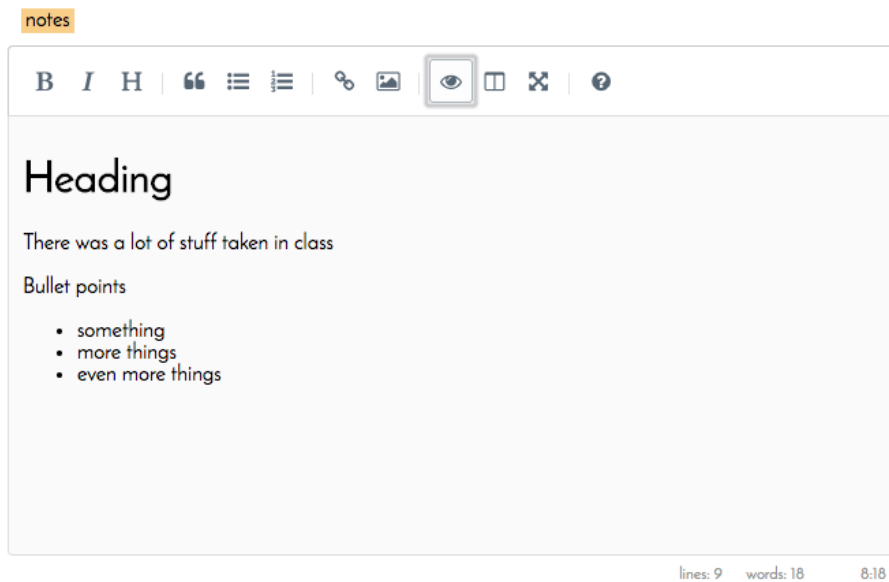 notes
B I H
Heading
There was a lot of stuff taken in class
Bullet points
• something
• more things
• even more things
lines: 9 words: 18 8:18